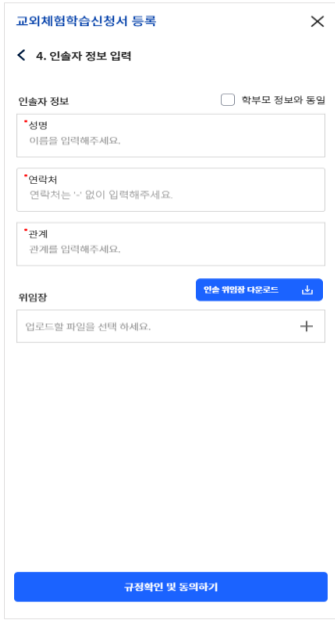 교외체험학습신청서 등록
4. 인솔자 정보 입력
인솔자 정보
학부모 정보와 동일
*성명
이름을 입력해주세요.
*연락처
연락처는 '-' 없이 입력해주세요.
*관계
관계를 입력해주세요.
위임장
인솔 위임장 다운로드
업로드할 파일을 선택 하세요.
규정확인 및 동의하기